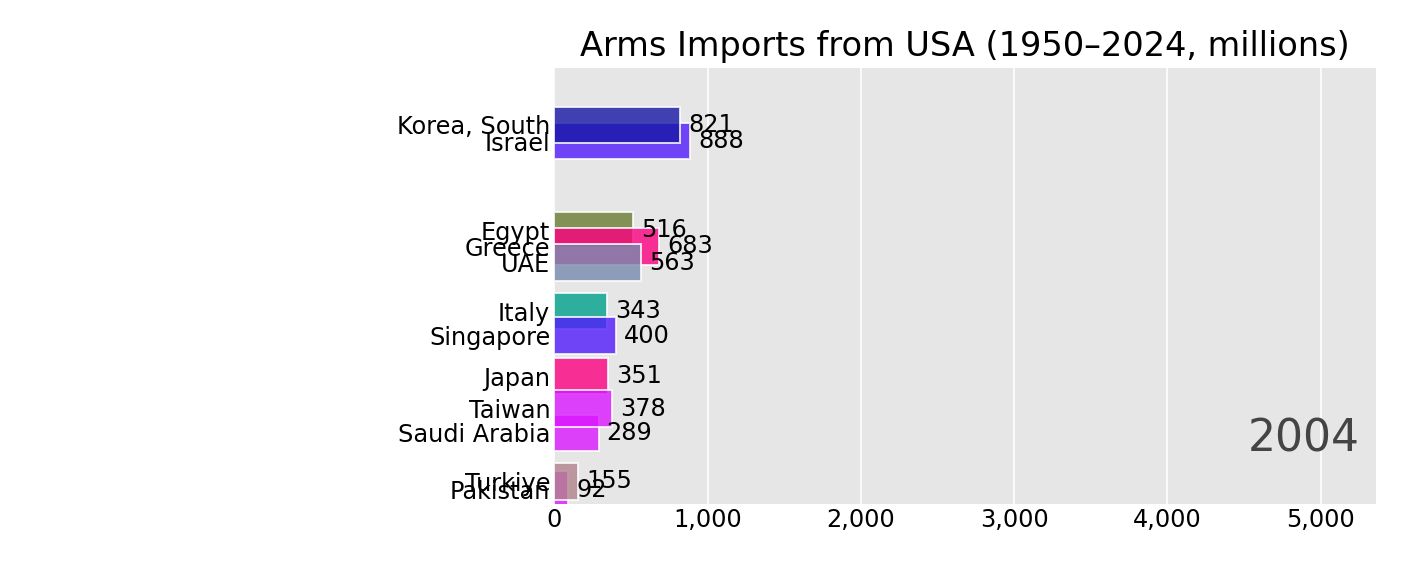 Arms Imports from USA (1950–2024, millions)
Korea, South 821
Israel 888
Egypt 516
Greece 683
UAE 563
Italy 343
Singapore 400
Japan 351
Taiwan 378
Saudi Arabia 289
2004
Turkiye 155
Pakistan 92
0 1,000 2,000 3,000 4,000 5,000